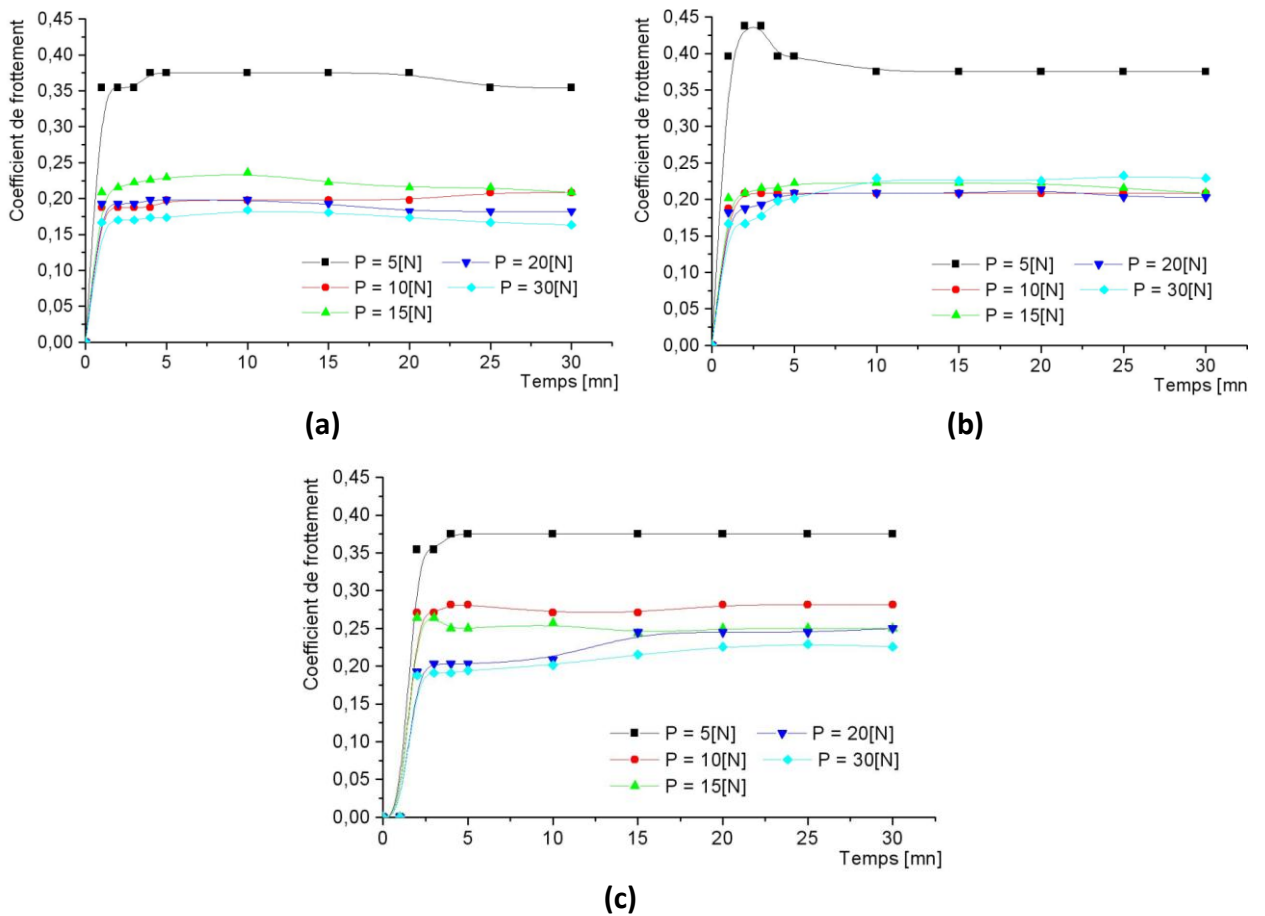 Coefficient de frottement
0,45
0,40
0,35
0,30
0,25
0,20
0,15
0,10
0,05
0,00
P = 5[N]
P = 20[N]
P = 10[N]
P = 30[N]
P = 15[N]
0 5 10 15 20 25 30
Temps [mn]
(a)
Coefficient de frottement
0,45
0,40
0,35
0,30
0,25
0,20
0,15
0,10
0,05
0,00
P = 5[N]
P = 20[N]
P = 10[N]
P = 30[N]
P = 15[N]
0 5 10 15 20 25 30
Temps [mn
(b)
Coefficient de frottement
0,45
0,40
0,35
0,30
0,25
0,20
0,15
0,10
0,05
0,00
P = 5[N]
P = 20[N]
P = 10[N]
P = 30[N]
P = 15[N]
0 5 10 15 20 25 30
Temps [mn]
(c)